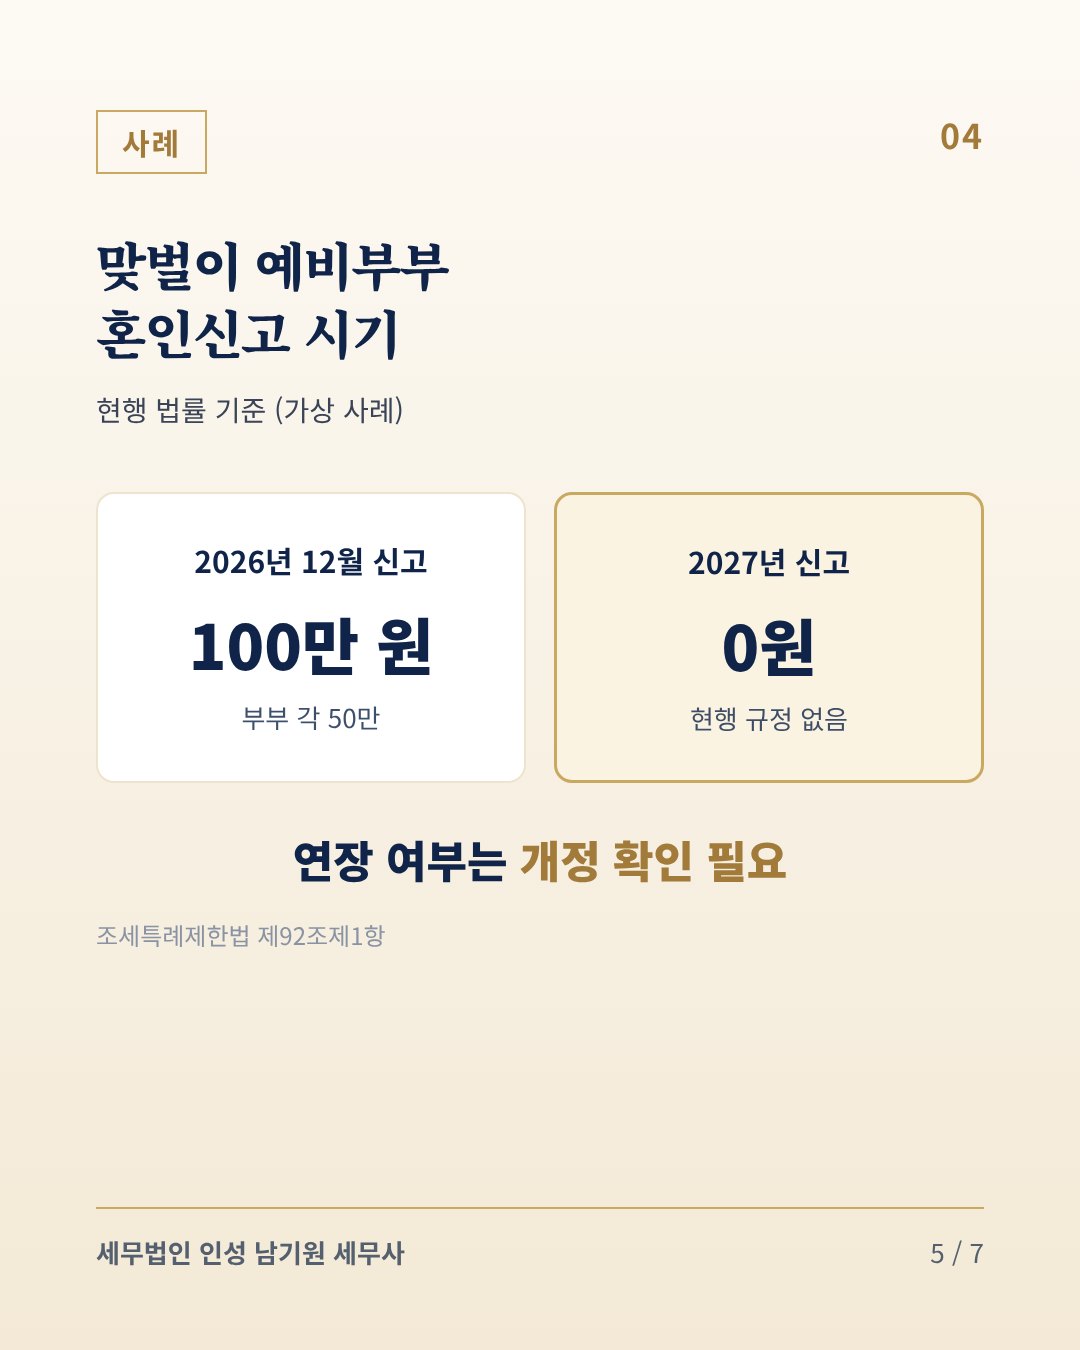 사례
04
맞벌이 예비부부
혼인신고 시기
현행 법률 기준 (가상 사례)
2026년 12월 신고
100만 원
부부 각 50만
2027년 신고
0원
현행 규정 없음
연장 여부는 개정 확인 필요
조세특례제한법 제92조제1항
세무법인 인성 남기원 세무사
5 / 7